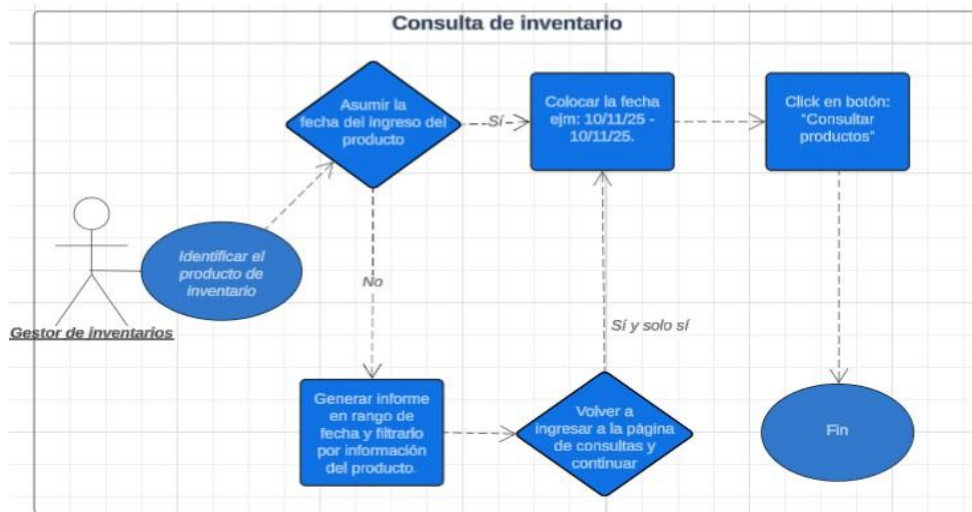 Consulta de inventario
Asumir la
fecha del ingreso del
producto
Sí
Colocar la fecha
ejm: 10/11/25 -
10/11/25.
Click en botón:
"Consultar
productos"
Identificar el
producto de
inventario
Gestor de inventarios
No
Sí y solo sí
Generar informe
en rango de
fecha y filtrarlo
por información
del producto.
Volver a
ingresar a la página
de consultas y
continuar
Fin